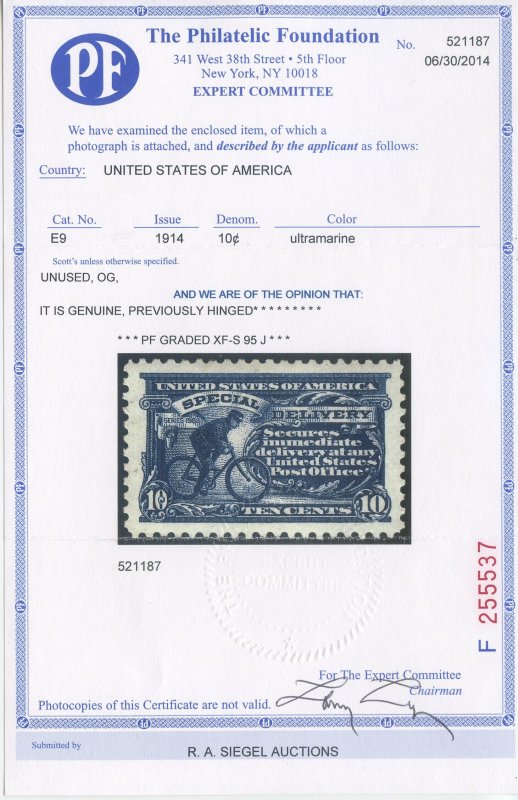 PF
The Philatelic Foundation
341 West 38th Street • 5th Floor
New York, NY 10018
EXPERT COMMITTEE
No. 521187
06/30/2014
We have examined the enclosed item, of which a
photograph is attached, and described by the applicant as follows:
Country: UNITED STATES OF AMERICA
Cat. No. Issue Denom. Color
E9 1914 10¢ ultramarine
Scott's unless otherwise specified.
UNUSED, OG,
AND WE ARE OF THE OPINION THAT:
IT IS GENUINE, PREVIOUSLY HINGED* * * * * * * * *
* * * PF GRADED XF-S 95 J * * *
UNITED STATES OF AMERICA
SPECIAL DELIVERY
Secures
immediate
delivery at any
United States
Post Office
10 TEN CENTS 10
521187
EXPERT
COMMITTEE
F 255537
For The Expert Committee
Chairman
Photocopies of this Certificate are not valid.
Submitted by
R. A. SIEGEL AUCTIONS